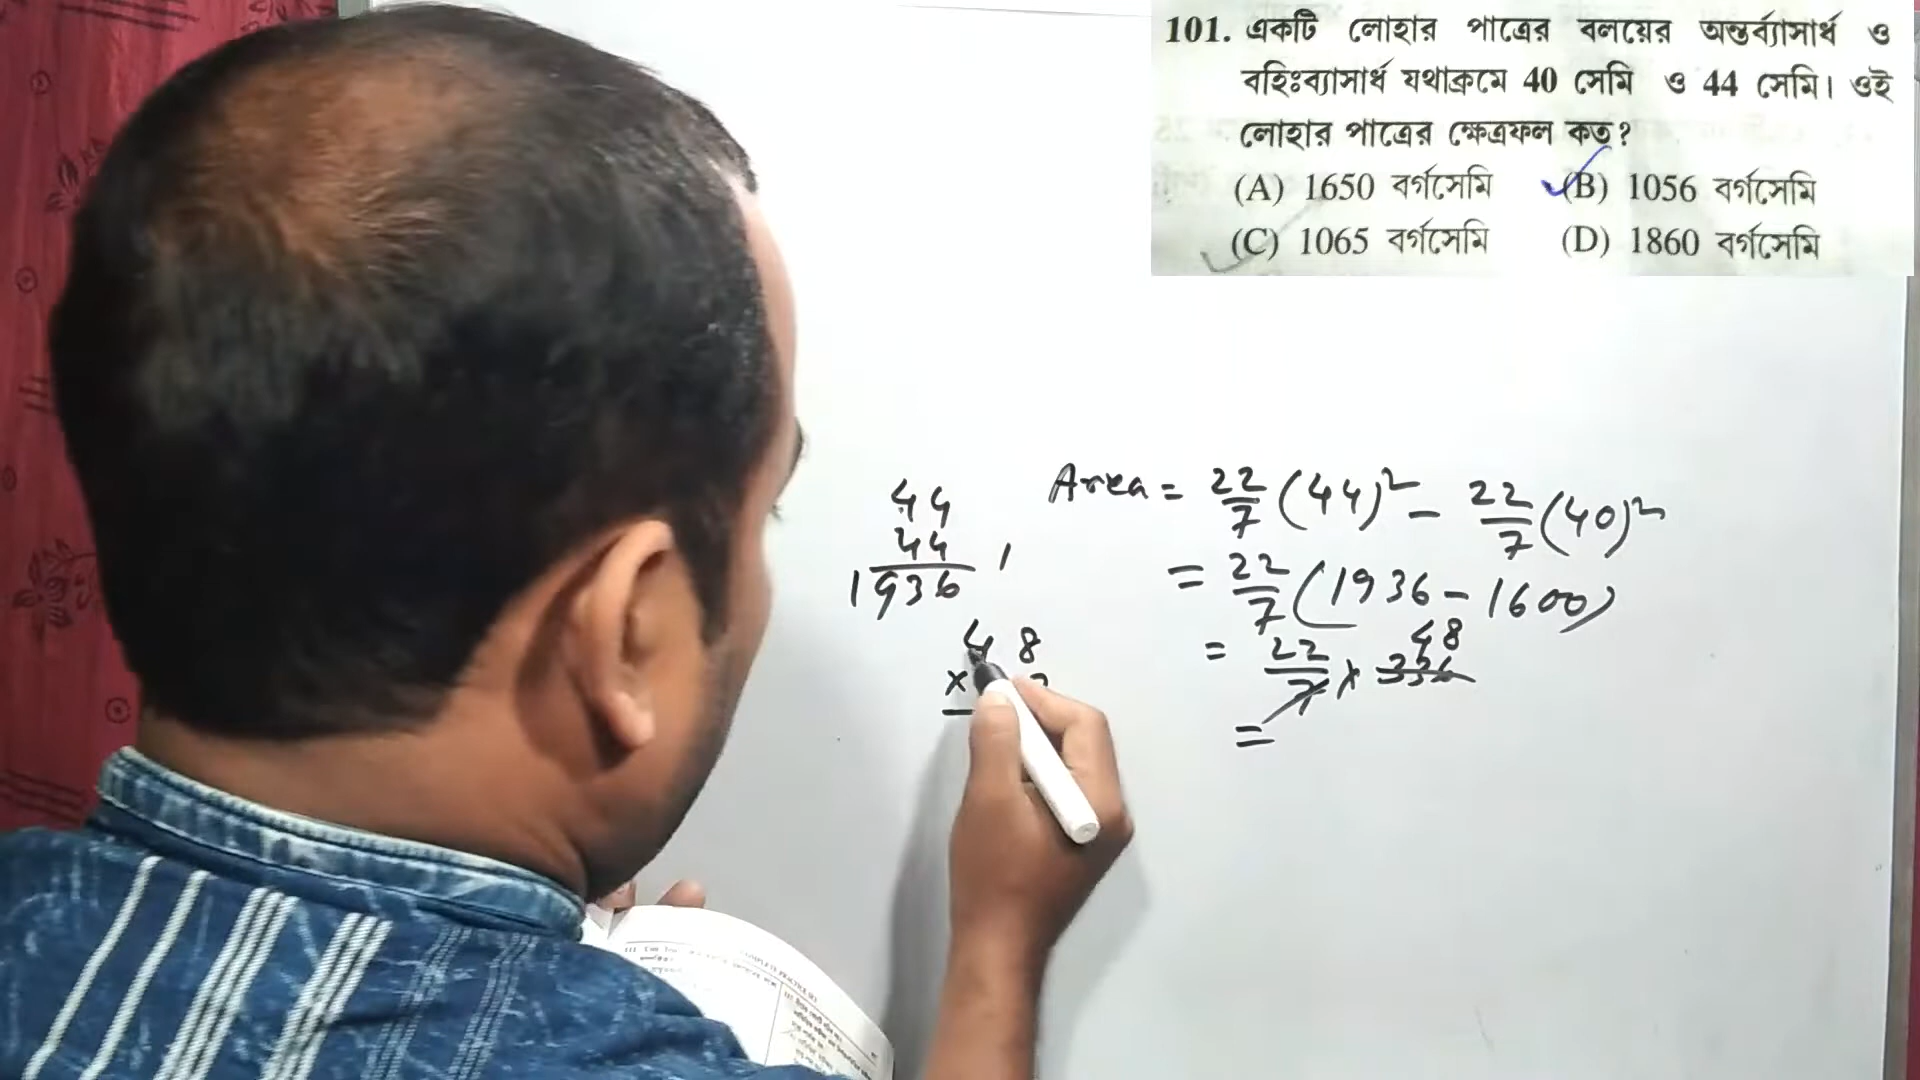 101. একটি লোহার পাত্রের বলয়ের অন্তর্ব্যাসার্ধ ও
বহিঃব্যাসার্ধ যথাক্রমে 40 সেমি ও 44 সেমি। ওই
লোহার পাত্রের ক্ষেত্রফল কত?
(A) 1650 বর্গসেমি (B) 1056 বর্গসেমি
(C) 1065 বর্গসেমি (D) 1860 বর্গসেমি
44
44
1936
48
×
Area = 22/7 (44)² - 22/7 (40)²
= 22/7 (1936 - 1600)
= 22/7 × 336
48
=